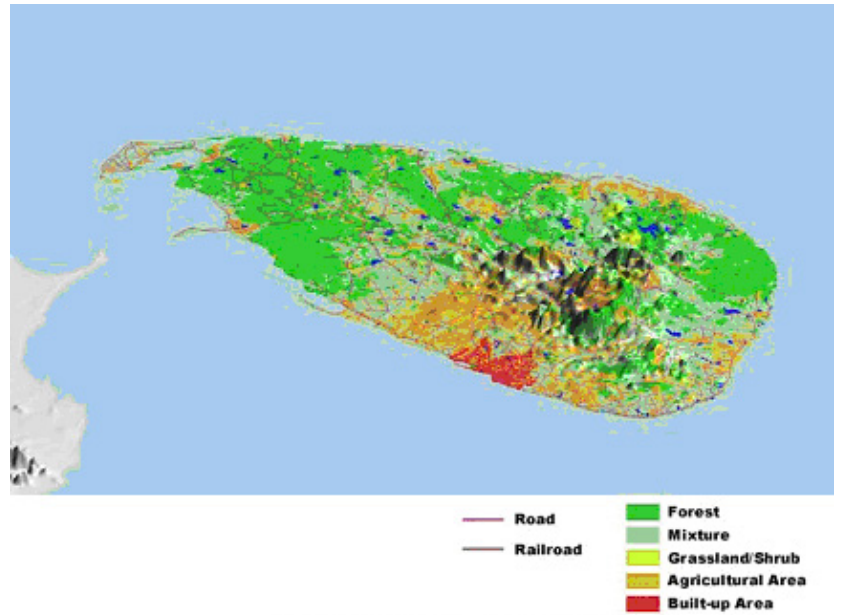 Road
Railroad
Forest
Mixture
Grassland/Shrub
Agricultural Area
Built-up Area